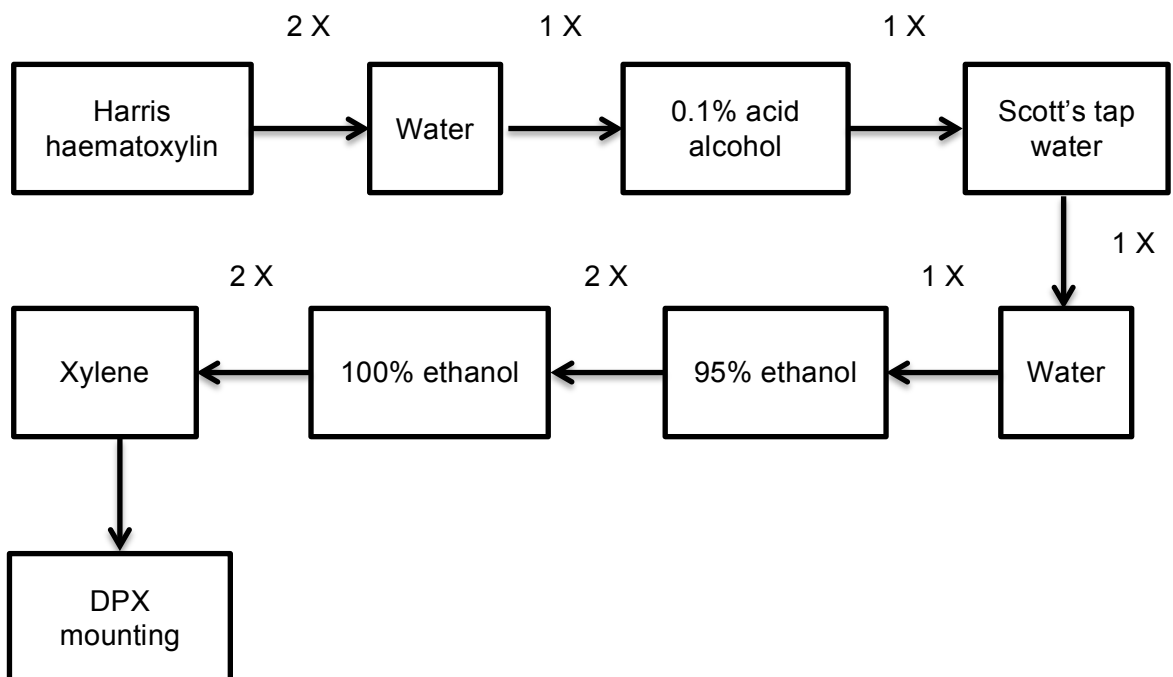 2 X
1 X
1 X
Harris
haematoxylin
Water
0.1% acid
alcohol
Scott’s tap
water
1 X
2 X
2 X
1 X
Xylene
100% ethanol
95% ethanol
Water
DPX
mounting